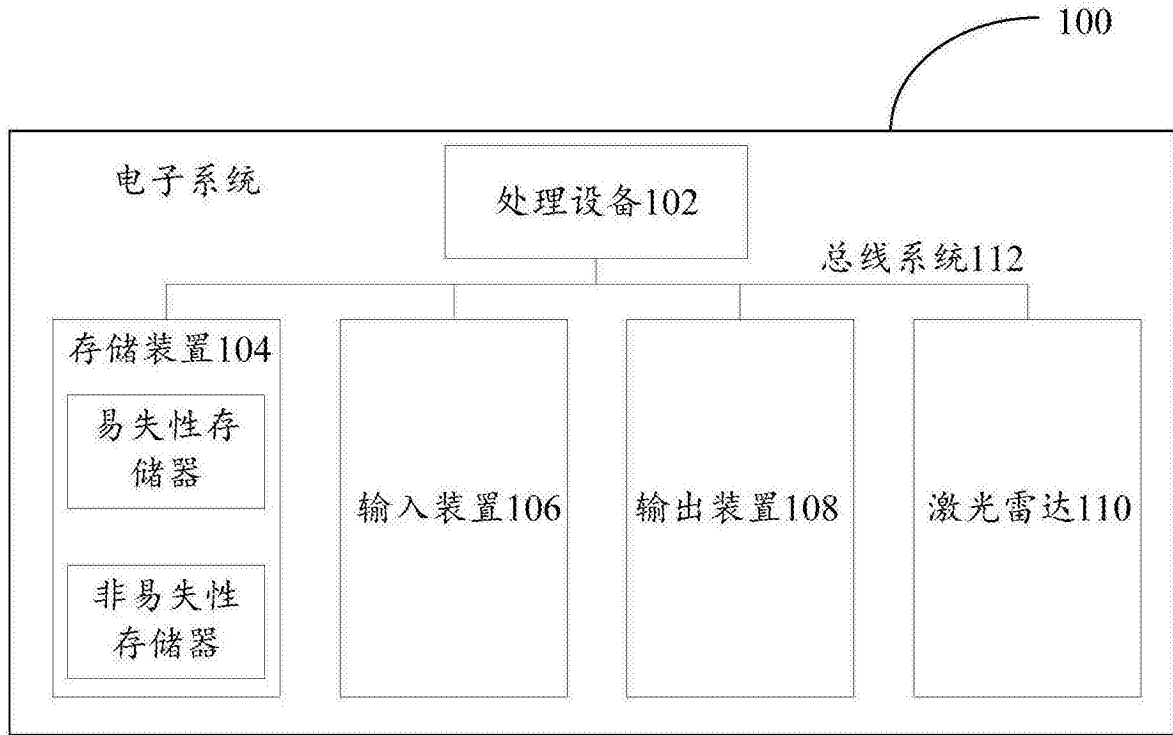 100
电子系统
处理设备102
总线系统112
存储装置104
易失性存
储器
非易失性
存储器
输入装置106
输出装置108
激光雷达110